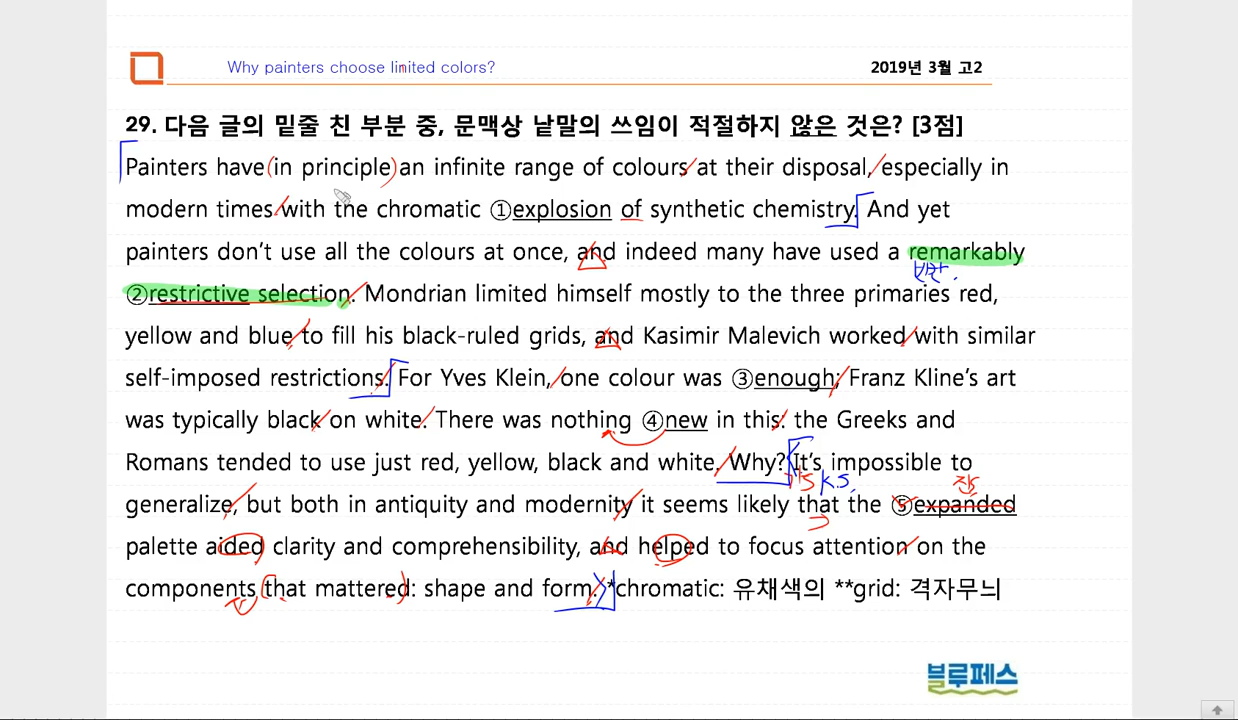 Why painters choose limited colors?
2019년 3월 고2
29. 다음 글의 밑줄 친 부분 중, 문맥상 낱말의 쓰임이 적절하지 않은 것은? [3점]
Painters have (in principle) an infinite range of colours at their disposal, especially in
modern times with the chromatic ①explosion of synthetic chemistry. And yet
painters don't use all the colours at once, and indeed many have used a remarkably
②restrictive selection. Mondrian limited himself mostly to the three primaries red,
yellow and blue to fill his black-ruled grids, and Kasimir Malevich worked with similar
self-imposed restrictions. For Yves Klein, one colour was ③enough; Franz Kline's art
was typically black on white. There was nothing ④new in this: the Greeks and
Romans tended to use just red, yellow, black and white. Why? It's impossible to
K.S.
generalize, but both in antiquity and modernity it seems likely that the ⑤expanded
palette aided clarity and comprehensibility, and helped to focus attention on the
components (that mattered): shape and form. *chromatic: 유채색의 **grid: 격자무늬
블루페스